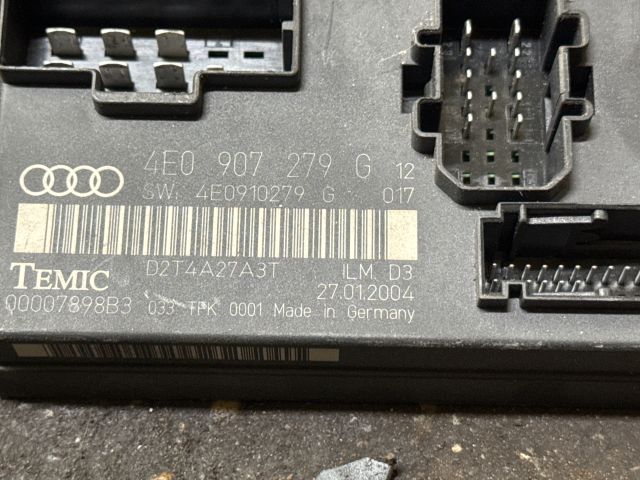 4E0 907 279 G 12
SW. 4E0910279 G 017
D2T4A27A3T ILM D3
TEMIC 27.01.2004
00007898B3 033 TPK 0001 Made in Germany